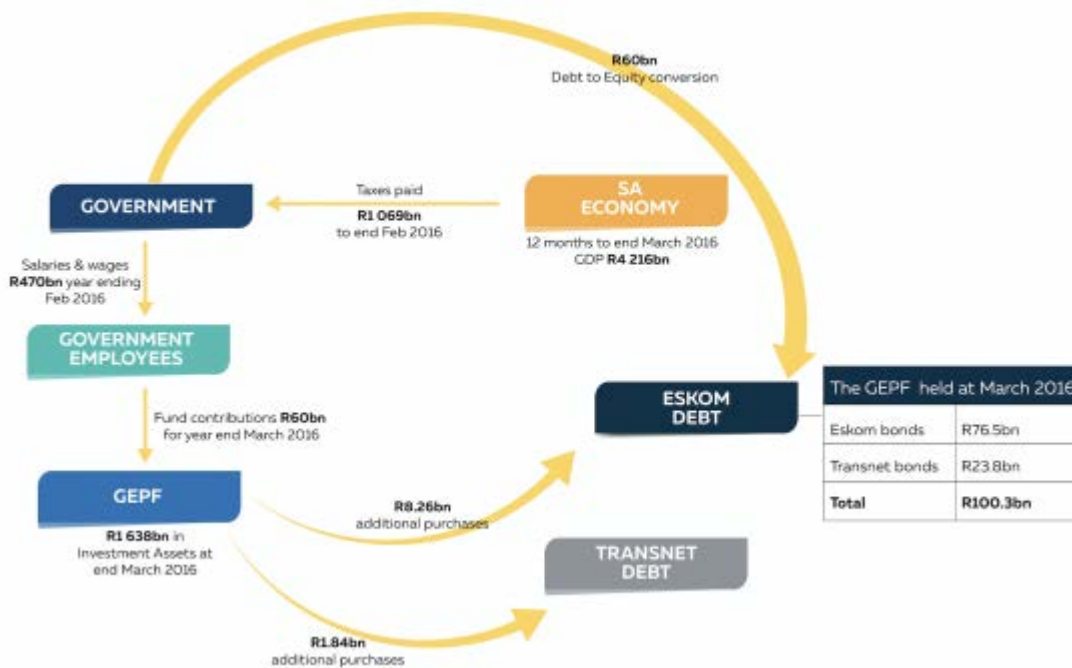 R60bn
Debt to Equity conversion
GOVERNMENT
Taxes paid
R1 069bn
to end Feb 2016
SA
ECONOMY
12 months to end March 2016
GDP R4 216bn
Salaries & wages
R470bn year ending
Feb 2016
GOVERNMENT
EMPLOYEES
Fund contributions R60bn
for year end March 2016
ESKOM
DEBT
The GEPF held at March 2016
Eskom bonds R76.5bn
Transnet bonds R23.8bn
Total R100.3bn
GEPF
R1 638bn in
Investment Assets at
end March 2016
R8.26bn
additional purchases
TRANSNET
DEBT
R1.84bn
additional purchases